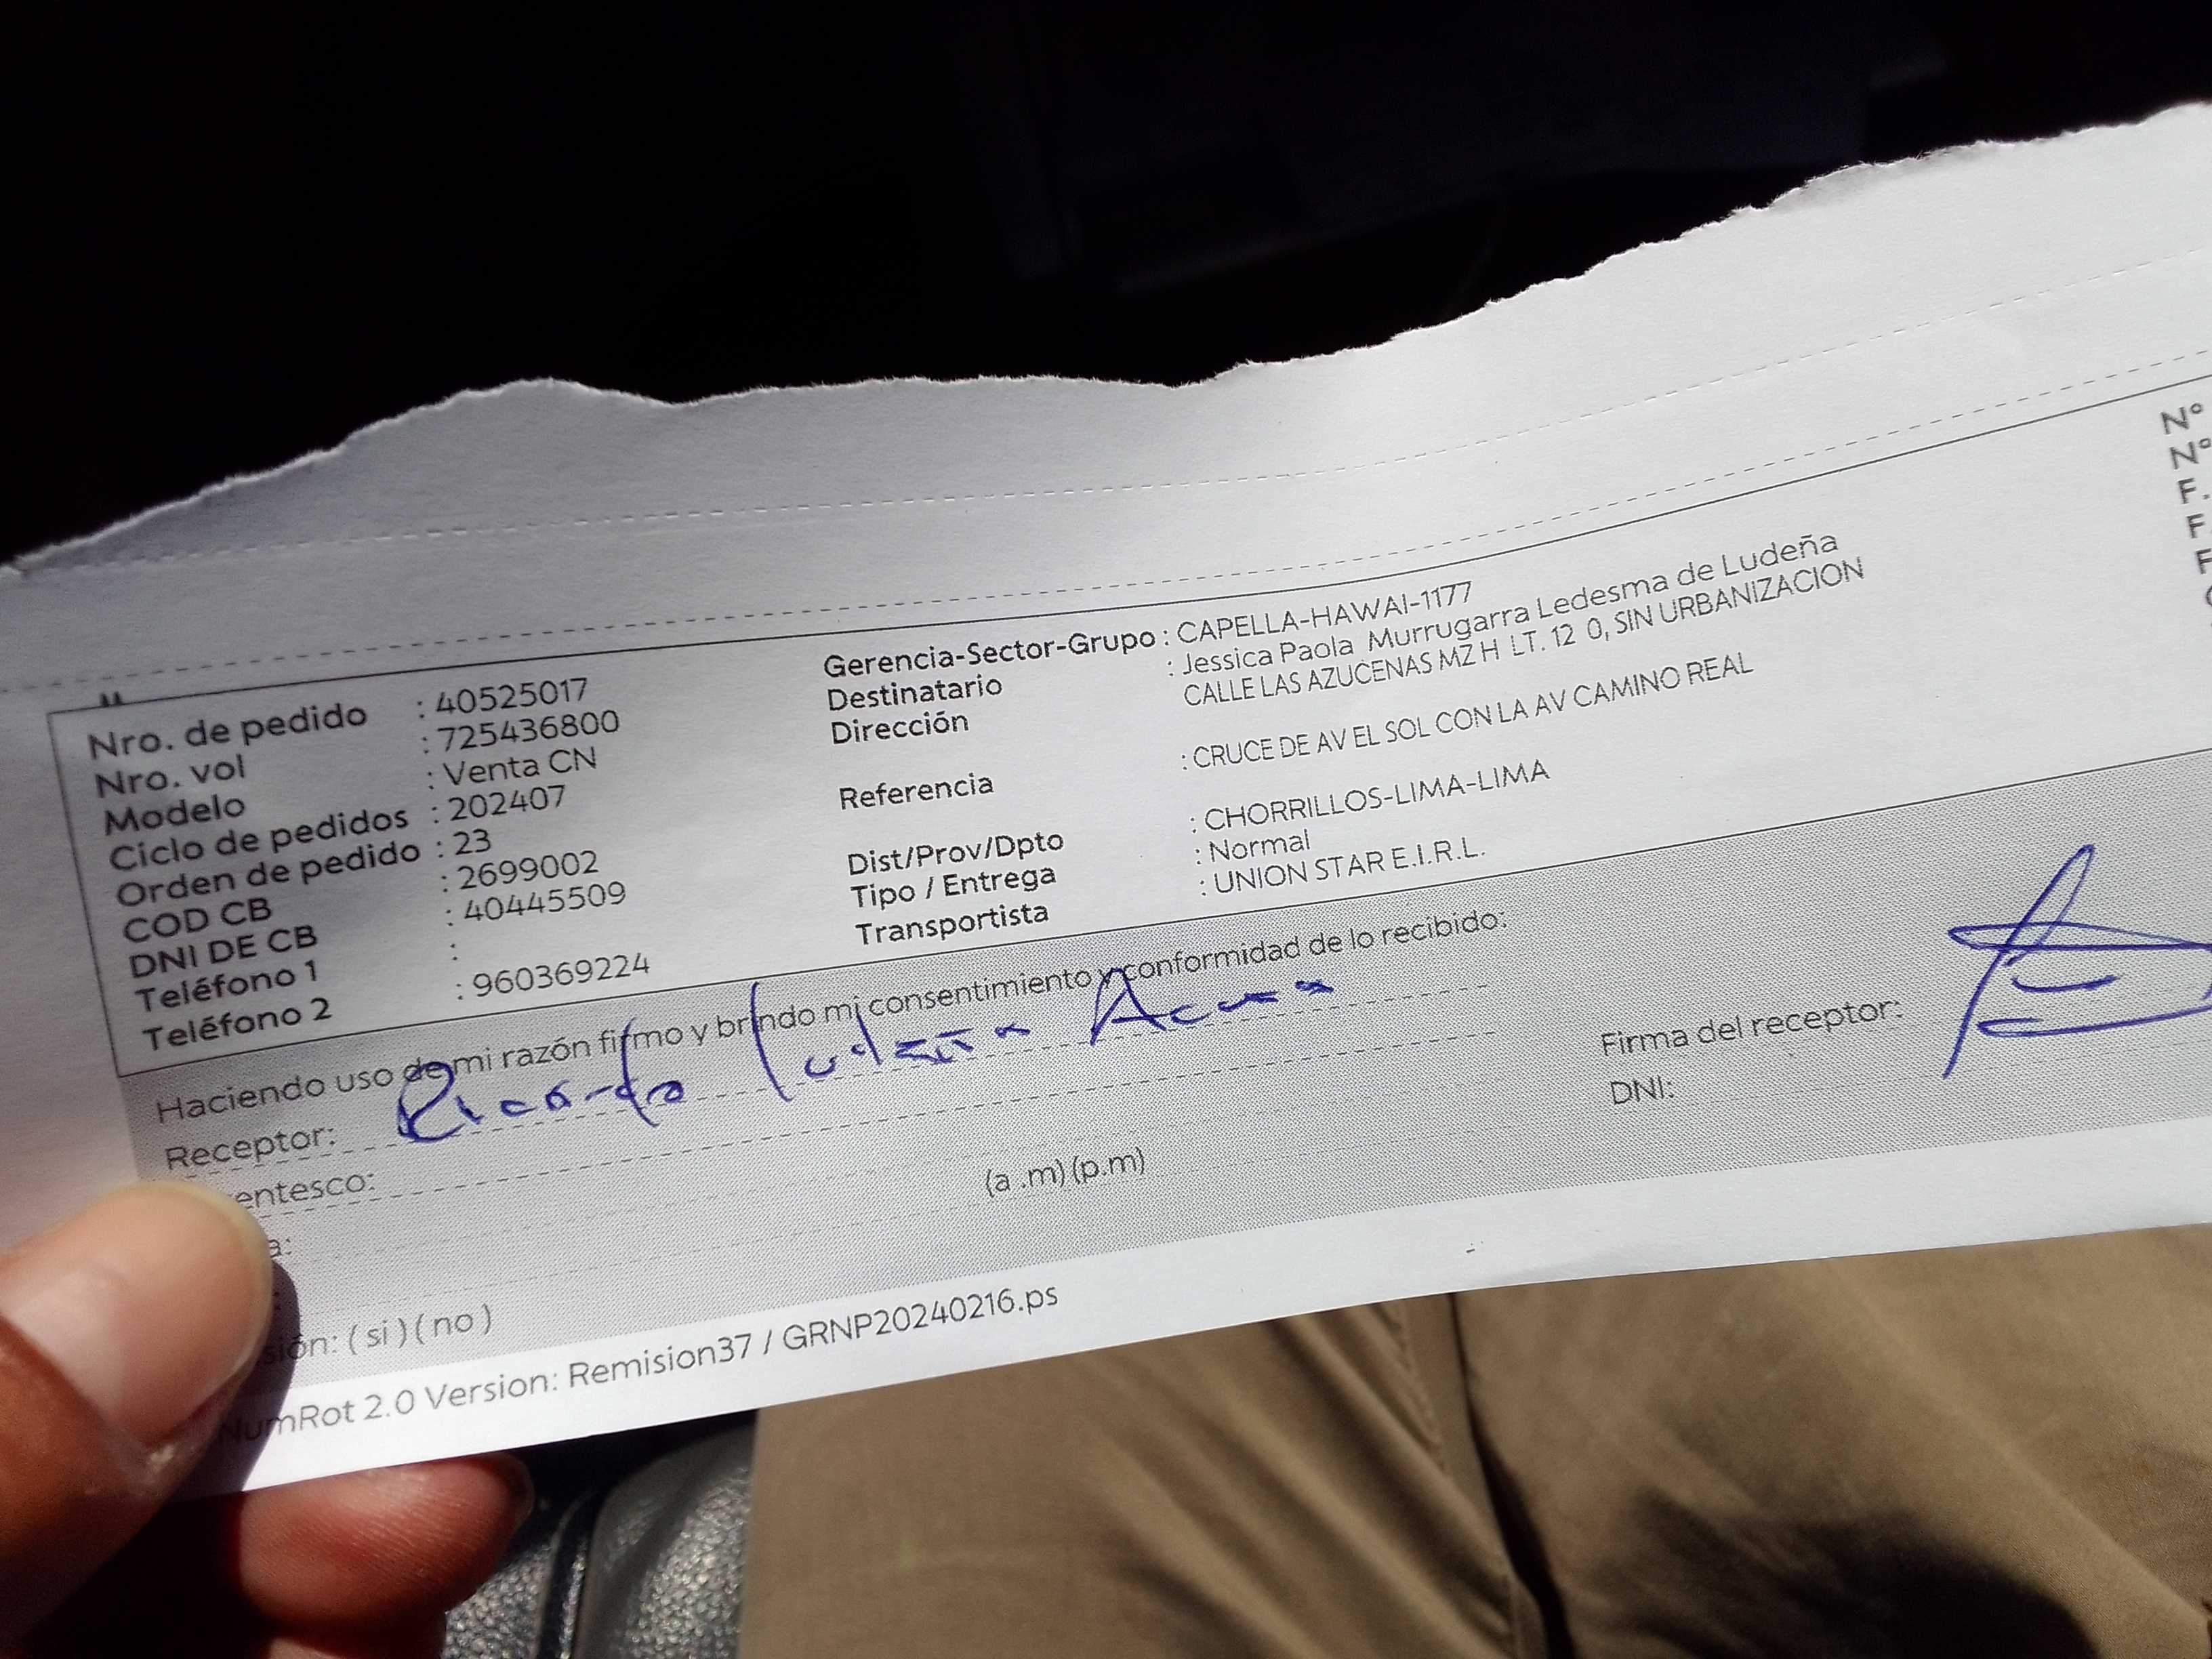 Nro. de pedido : 40525017
Nro. vol : 725436800
Modelo : Venta CN
Ciclo de pedidos : 202407
Orden de pedido : 23
COD CB : 2699002
DNI DE CB : 40445509
Teléfono 1 :
Teléfono 2 : 960369224
Gerencia-Sector-Grupo : CAPELLA-HAWAI-1177
Destinatario : Jessica Paola Murrugarra Ledesma de Ludeña
Dirección CALLE LAS AZUCENAS MZ H LT. 12 0, SIN URBANIZACION
Referencia : CRUCE DE AV EL SOL CON LA AV CAMINO REAL
Dist/Prov/Dpto : CHORRILLOS-LIMA-LIMA
Tipo / Entrega : Normal
Transportista : UNION STAR E.I.R.L.
N°
N°
F.
F
F
Haciendo uso de mi razón firmo y brindo mi consentimiento y conformidad de lo recibido:
Receptor: Ricardo Ludeña
entesco:
a: (a .m) (p.m)
:
sión: ( si ) ( no )
Firma del receptor:
DNI:
NumRot 2.0 Version: Remision37 / GRNP20240216.ps